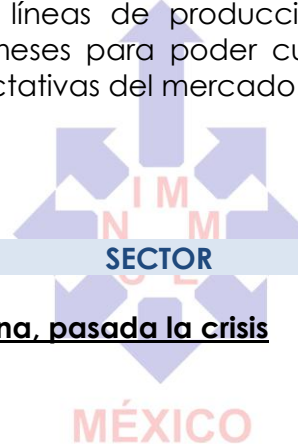 líneas de producci
meses para poder cu
ctativas del mercado
I M
N M
SECTOR
C E
na, pasada la crisis
MÉXICO